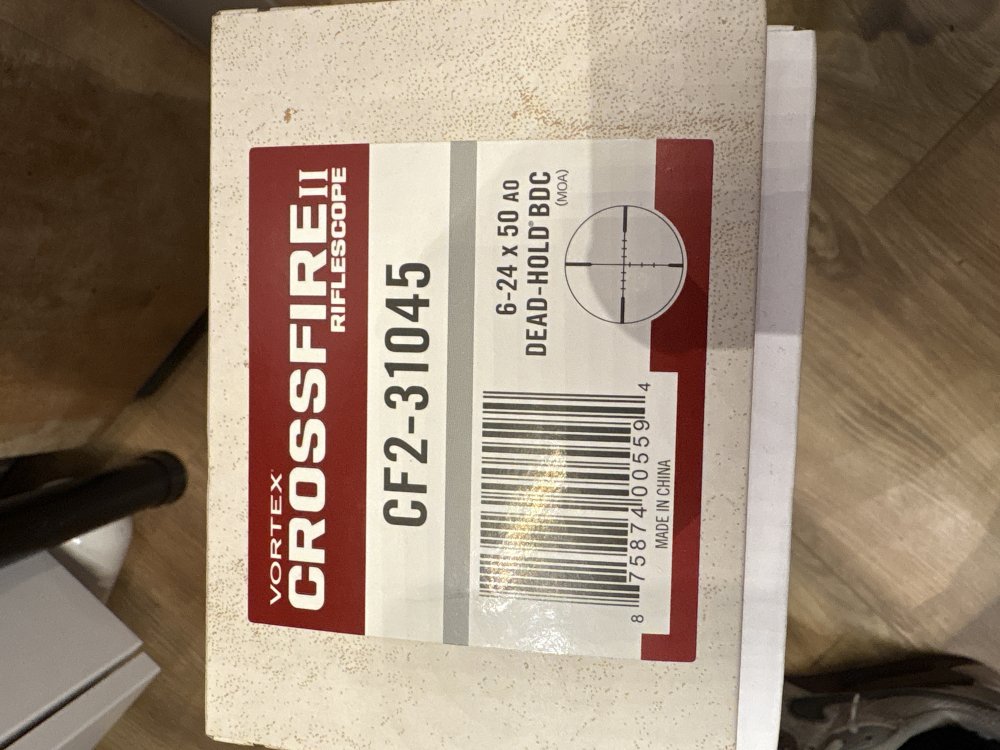 VORTEX
CROSSFIRE II
RIFLESCOPE
CF2-31045
8 75874 00559 4
MADE IN CHINA
6-24 x 50 AO
DEAD-HOLD® BDC
(MOA)